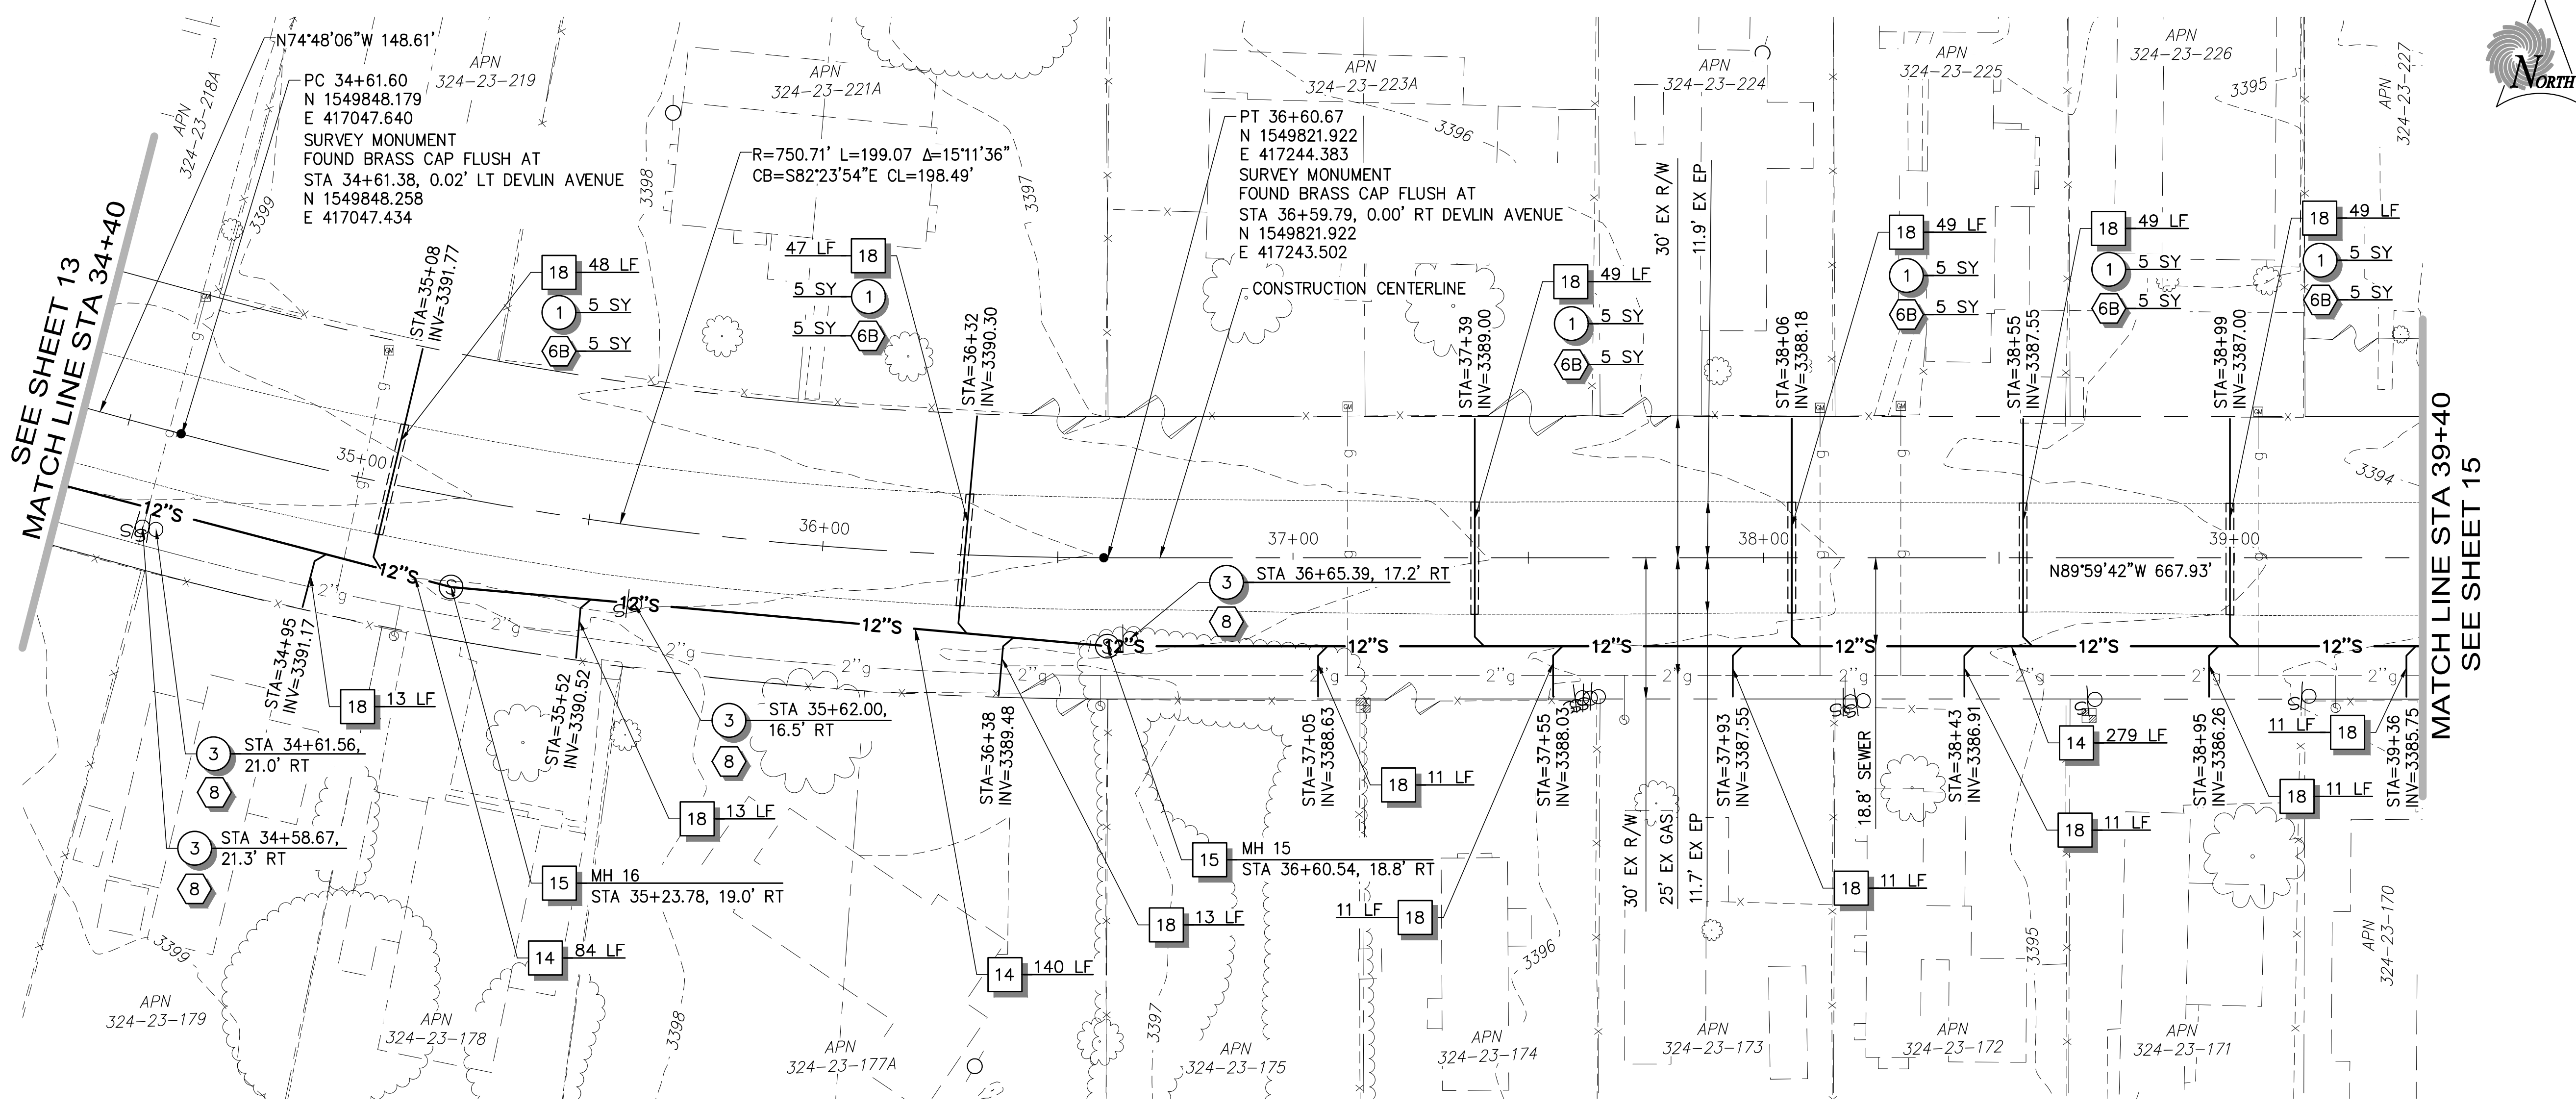 N74°48'06"W 148.61'
PC 34+61.60
N 1549848.179
E 417047.640
SURVEY MONUMENT
FOUND BRASS CAP FLUSH AT
STA 34+61.38, 0.02' LT DEVLIN AVENUE
N 1549848.258
E 417047.434
APN
324-23-218A
APN
324-23-219
APN
324-23-221A
APN
324-23-223A
APN
324-23-224
APN
324-23-225
APN
324-23-226
APN
324-23-227
NORTH
R=750.71' L=199.07 Δ=15°11'36"
CB=S82°23'54"E CL=198.49'
PT 36+60.67
N 1549821.922
E 417244.383
SURVEY MONUMENT
FOUND BRASS CAP FLUSH AT
STA 36+59.79, 0.00' RT DEVLIN AVENUE
N 1549821.922
E 417243.502
CONSTRUCTION CENTERLINE
3399
3398
3397
3396
3395
3394
30' EX R/W
11.9' EX EP
SEE SHEET 13
MATCH LINE STA 34+40
STA=35+08
INV=3391.77
18 48 LF
1 5 SY
6B 5 SY
47 LF 18
5 SY 1
5 SY 6B
STA=36+32
INV=3390.30
STA=37+39
INV=3389.00
18 49 LF
1 5 SY
6B 5 SY
STA=38+06
INV=3388.18
18 49 LF
1 5 SY
6B 5 SY
STA=38+55
INV=3387.55
18 49 LF
1 5 SY
6B 5 SY
STA=38+99
INV=3387.00
18 49 LF
1 5 SY
6B 5 SY
35+00
36+00
37+00
38+00
39+00
N89°59'42"W 667.93'
MATCH LINE STA 39+40
SEE SHEET 15
12"S
12"S
12"S
12"S
12"S
12"S
12"S
12"S
12"S
12"S
2"g
2"g
2"g
2"g
2"g
2"g
2"g
2"g
2"g
2"g
2"g
3 STA 36+65.39, 17.2' RT
8
STA=34+95
INV=3391.17
18 13 LF
3 STA 34+61.56,
21.0' RT
8
3 STA 34+58.67,
21.3' RT
8
STA=35+52
INV=3390.52
18 13 LF
3 STA 35+62.00,
16.5' RT
8
15 MH 16
STA 35+23.78, 19.0' RT
14 84 LF
STA=36+38
INV=3389.48
18 13 LF
14 140 LF
15 MH 15
STA 36+60.54, 18.8' RT
STA=37+05
INV=3388.63
18 11 LF
STA=37+55
INV=3388.03
11 LF 18
30' EX R/W
25' EX GAS
11.7' EX EP
STA=37+93
INV=3387.55
18 11 LF
18.8' SEWER
STA=38+43
INV=3386.91
18 11 LF
14 279 LF
STA=38+95
INV=3386.26
18 11 LF
11 LF 18
STA=39+36
INV=3385.75
3399
3398
3397
3396
3395
APN
324-23-179
APN
324-23-178
APN
324-23-177A
APN
324-23-175
APN
324-23-174
APN
324-23-173
APN
324-23-172
APN
324-23-171
APN
324-23-170